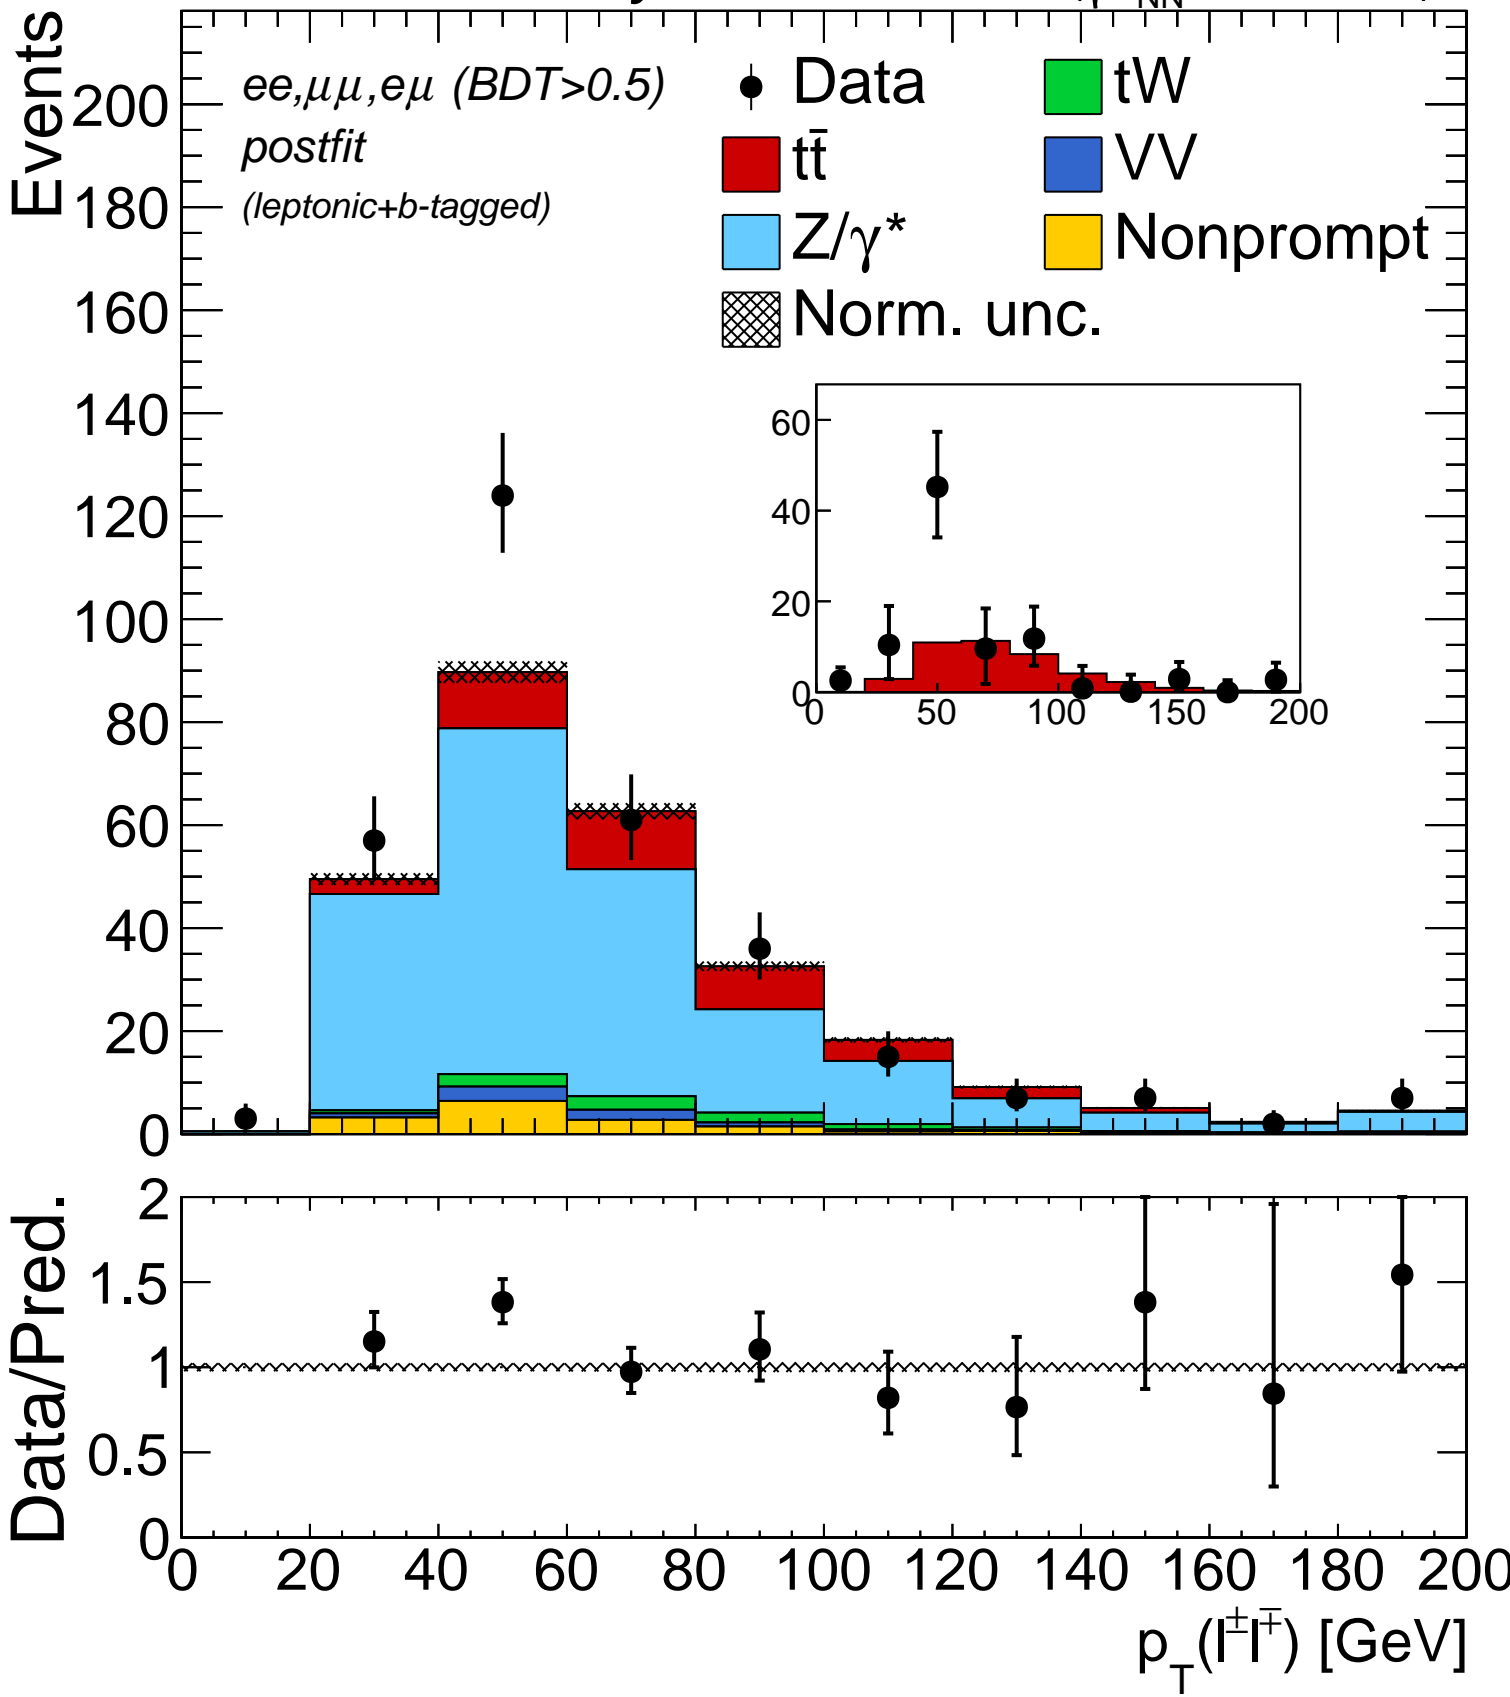 NN
Events
ee,μμ,eμ (BDT>0.5)
postfit
(leptonic+b-tagged)
Data
tt̄
Z/γ*
Norm. unc.
tW
VV
Nonprompt
200
180
160
140
120
100
80
60
40
20
0
60
40
20
0
0 50 100 150 200
Data/Pred.
2
1.5
1
0.5
0
0 20 40 60 80 100 120 140 160 180 200
p_T(l±l∓) [GeV]